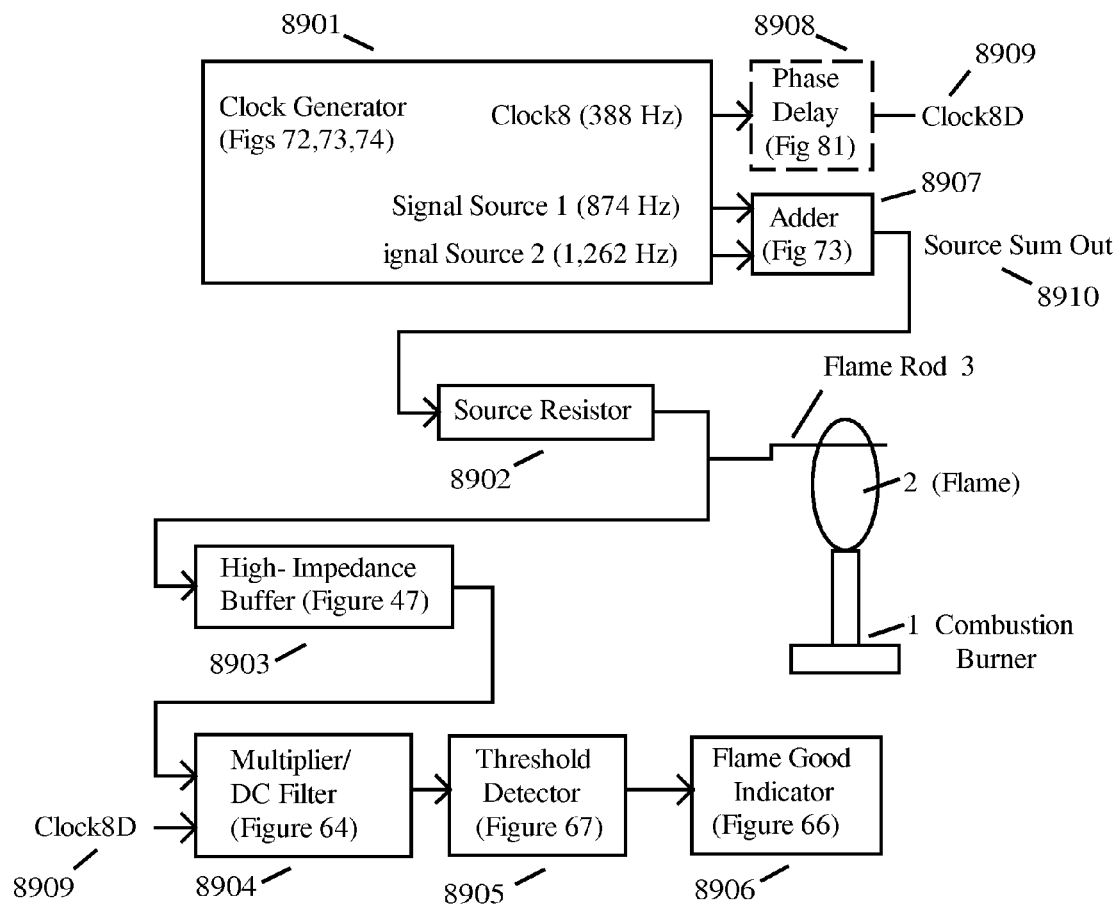 8901
8908
8909
Clock Generator
(Figs 72,73,74)
Clock8 (388 Hz)
Phase
Delay
(Fig 81)
Clock8D
8907
Signal Source 1 (874 Hz)
ignal Source 2 (1,262 Hz)
Adder
(Fig 73)
Source Sum Out
8910
Flame Rod 3
Source Resistor
8902
2 (Flame)
High- Impedance
Buffer (Figure 47)
8903
1 Combustion
Burner
Multiplier/
DC Filter
(Figure 64)
Threshold
Detector
(Figure 67)
Flame Good
Indicator
(Figure 66)
Clock8D
8909
8904
8905
8906